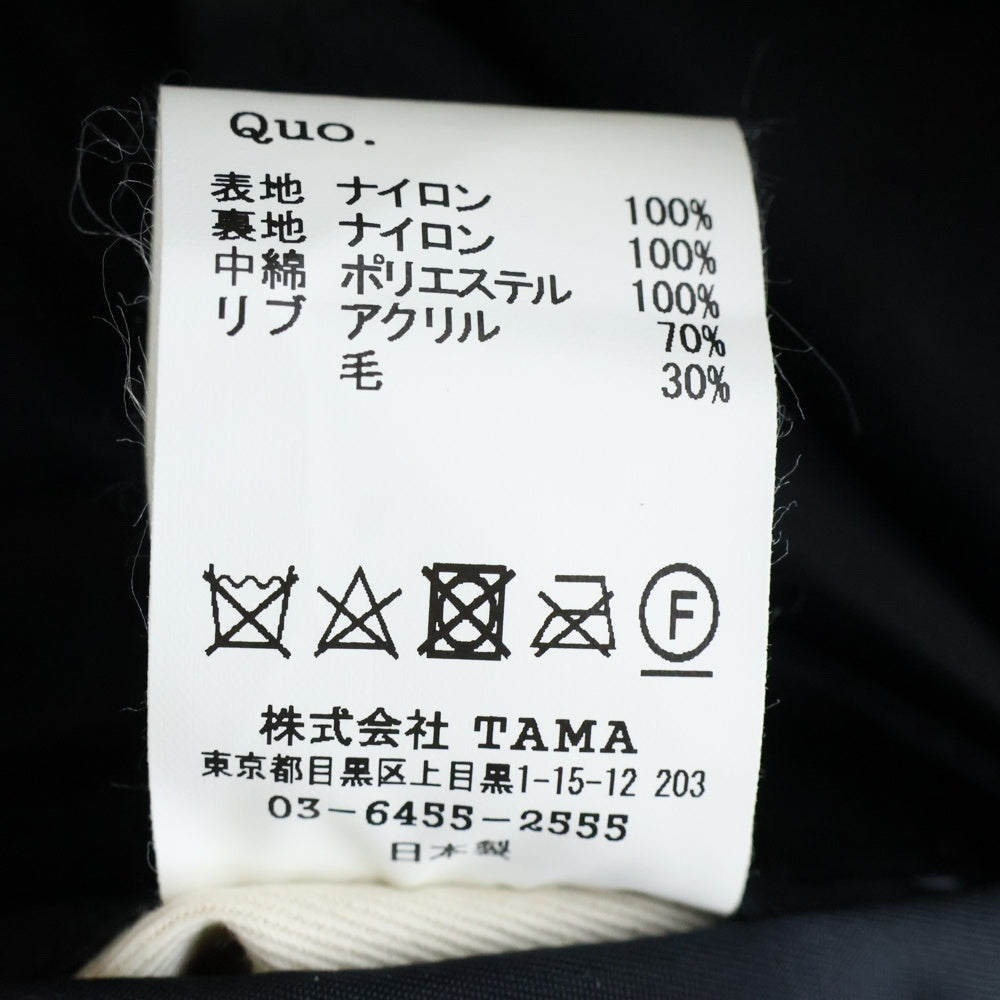 Quo.
表地 ナイロン 100%
裏地 ナイロン 100%
中綿 ポリエステル 100%
リブ アクリル 70%
毛 30%
F
株式会社 TAMA
東京都目黒区上目黒1-15-12 203
03-6455-2555
日本製